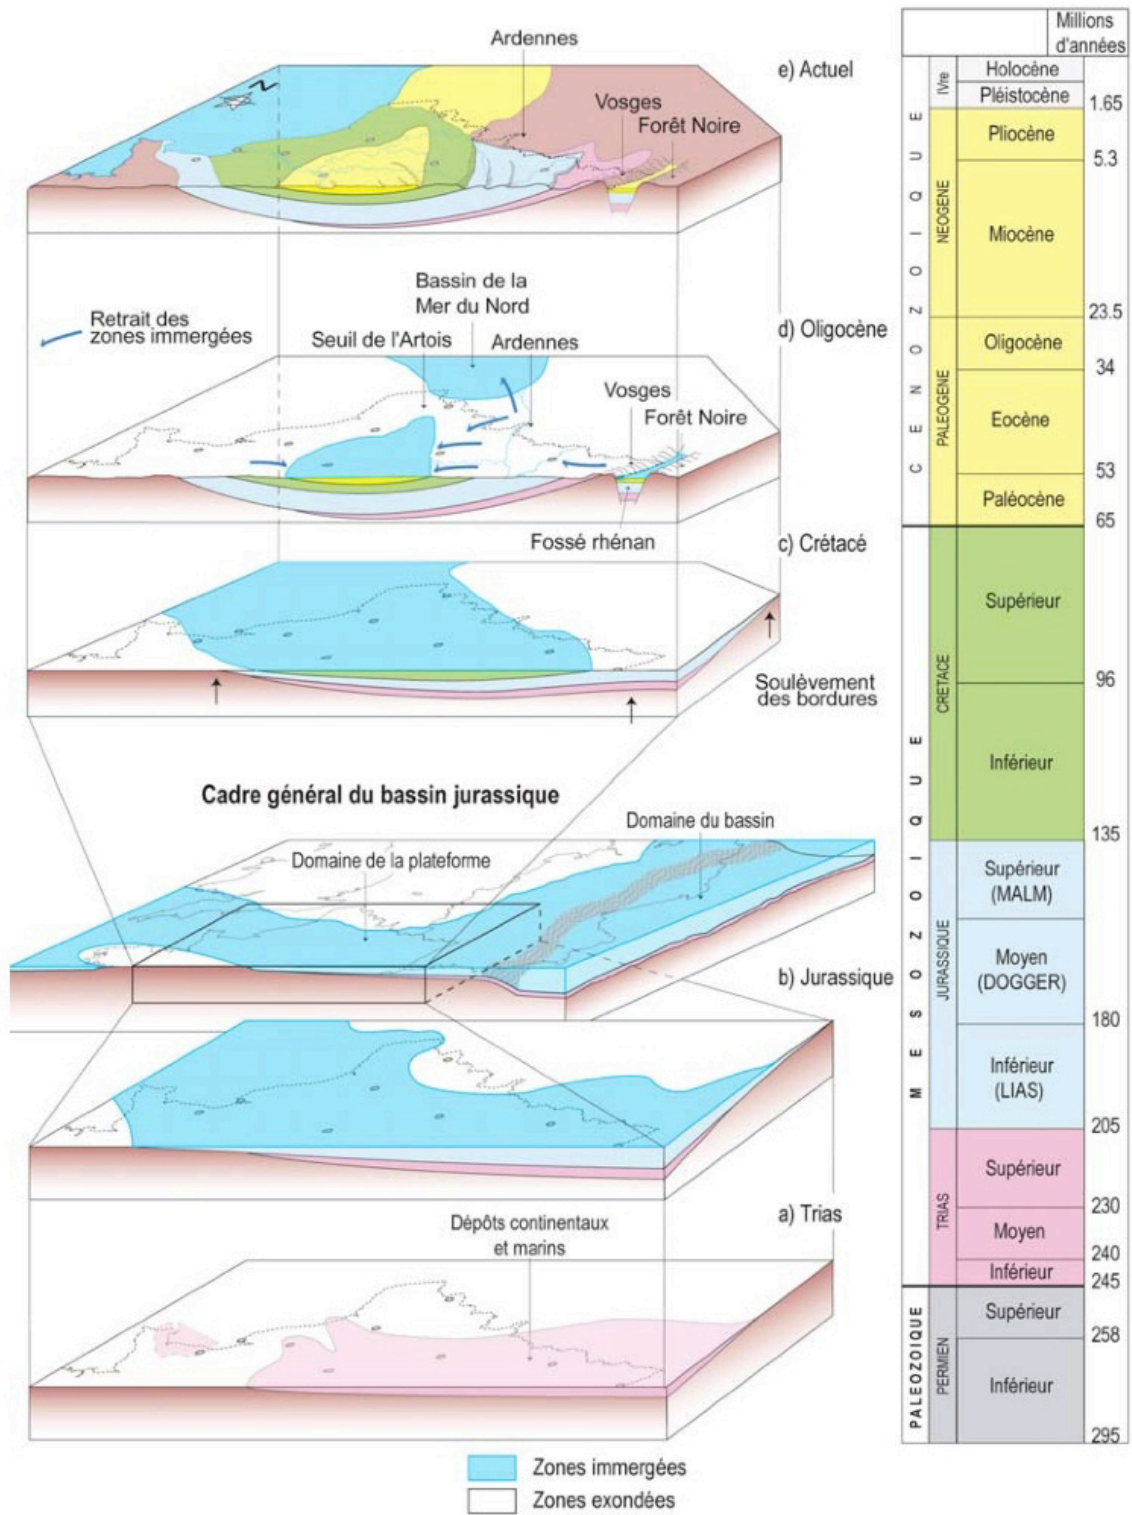 Ardennes
e) Actuel
N
Vosges
Forêt Noire
Bassin de la
Mer du Nord
Retrait des
zones immergées
Seuil de l'Artois
Ardennes
d) Oligocène
Vosges
Forêt Noire
Fossé rhénan
c) Crétacé
Soulèvement
des bordures
Cadre général du bassin jurassique
Domaine du bassin
Domaine de la plateforme
b) Jurassique
a) Trias
Dépôts continentaux
et marins
Zones immergées
Zones exondées
Millions
d'années
IVre
Holocène
Pléistocène
1.65
CENOZOIQUE
NEOGENE
Pliocène
5.3
Miocène
23.5
PALEOGENE
Oligocène
34
Eocène
53
Paléocène
65
MESOZOIQUE
CRETACE
Supérieur
96
Inférieur
135
JURASSIQUE
Supérieur
(MALM)
Moyen
(DOGGER)
180
Inférieur
(LIAS)
205
TRIAS
Supérieur
230
Moyen
240
Inférieur
245
PALEOZOIQUE
PERMIEN
Supérieur
258
Inférieur
295